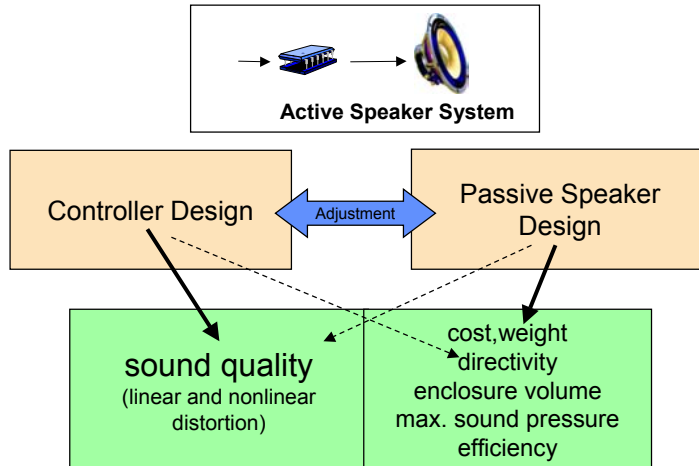 Active Speaker System
Controller Design
Adjustment
Passive Speaker
Design
sound quality
(linear and nonlinear
distortion)
cost,weight
directivity
enclosure volume
max. sound pressure
efficiency